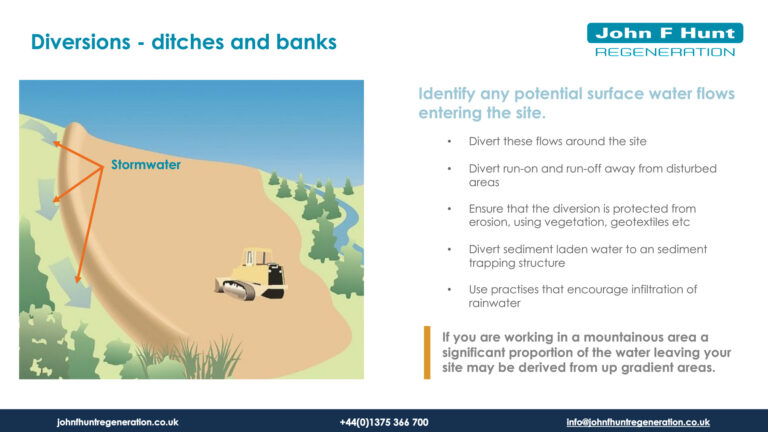 Diversions - ditches and banks
John F Hunt
REGENERATION
Stormwater
Identify any potential surface water flows
entering the site.
• Divert these flows around the site
• Divert run-on and run-off away from disturbed
areas
• Ensure that the diversion is protected from
erosion, using vegetation, geotextiles etc
• Divert sediment laden water to an sediment
trapping structure
• Use practises that encourage infiltration of
rainwater
If you are working in a mountainous area a
significant proportion of the water leaving your
site may be derived from up gradient areas.
johnfhuntregeneration.co.uk
+44(0)1375 366 700
info@johnfhuntregeneration.co.uk